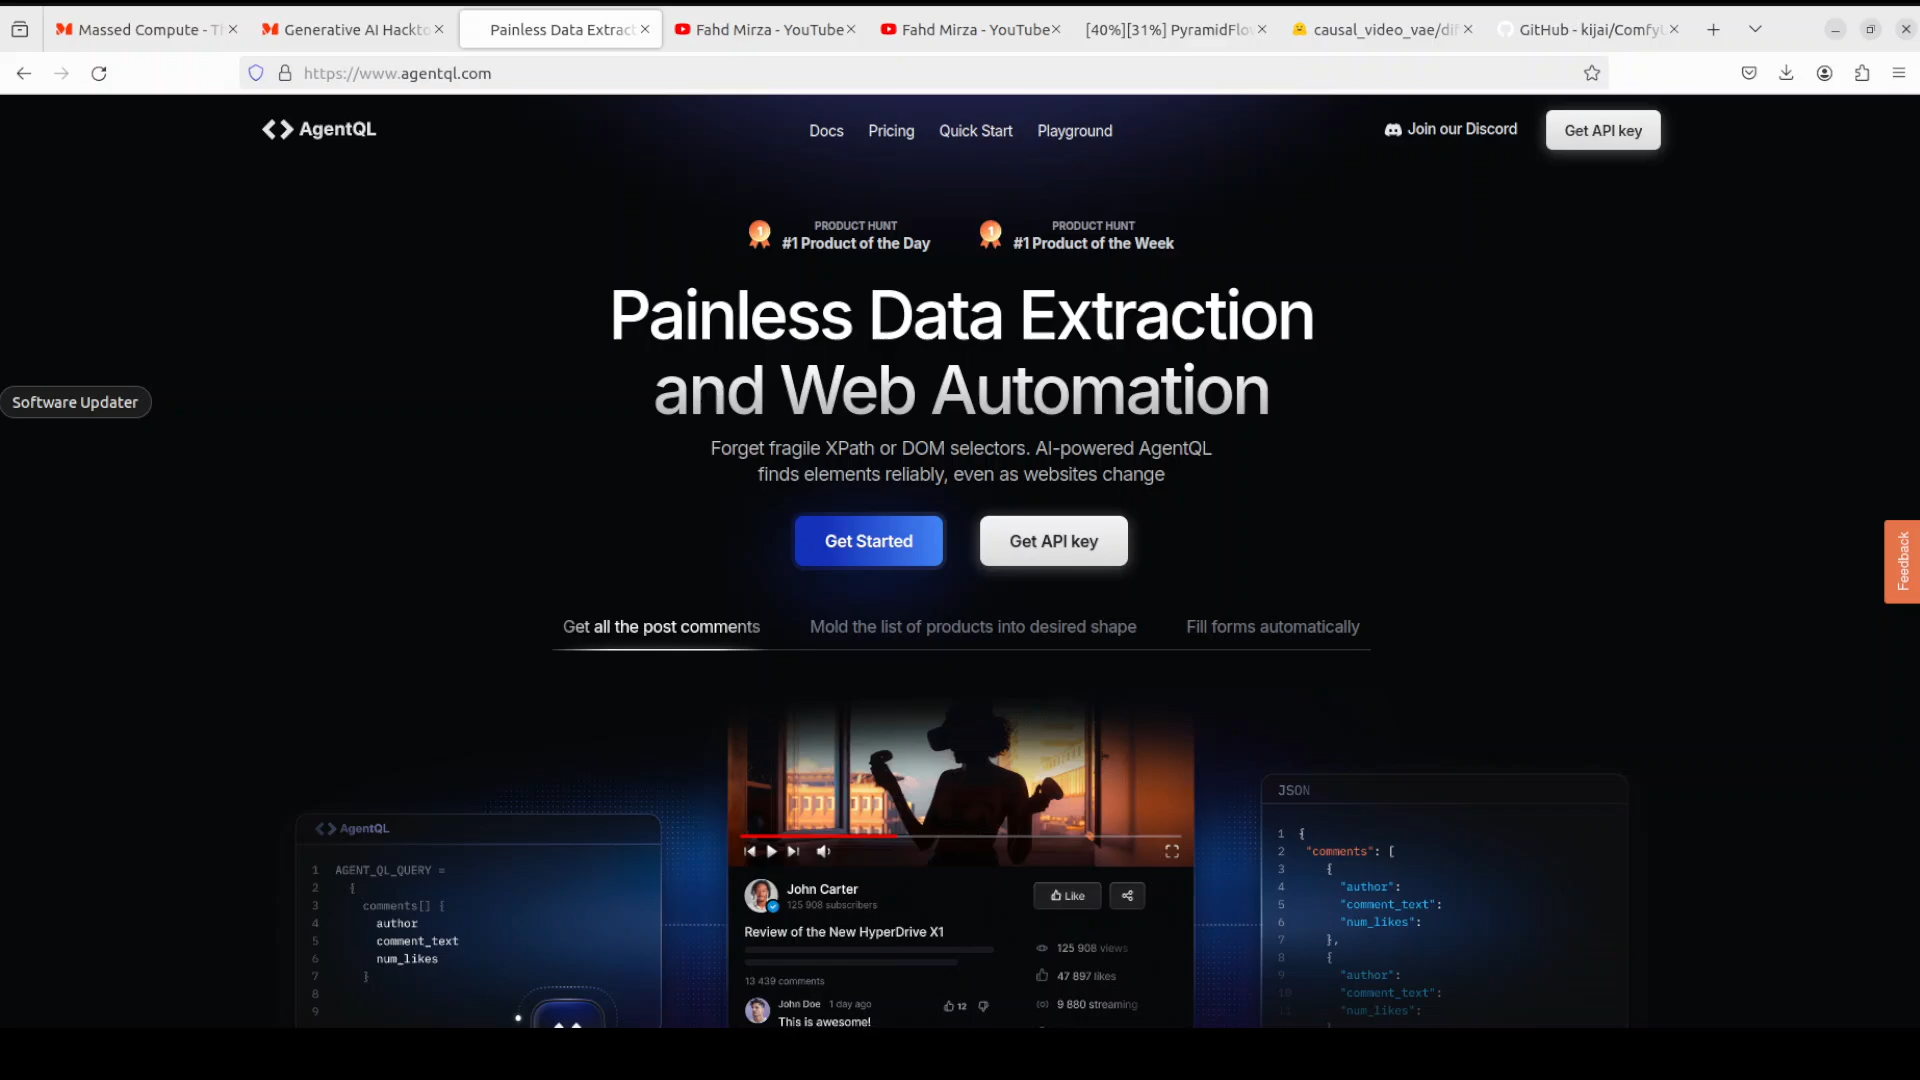 Massed Compute - Th
Generative AI Hackto
Painless Data Extract
Fahd Mirza - YouTube
Fahd Mirza - YouTube
[40%][31%] PyramidFlo
causal_video_vae/dif
GitHub - kijai/ComfyU
https://www.agentql.com
AgentQL
Docs
Pricing
Quick Start
Playground
Join our Discord
Get API key
PRODUCT HUNT
#1 Product of the Day
PRODUCT HUNT
#1 Product of the Week
Painless Data Extraction
and Web Automation
Software Updater
Forget fragile XPath or DOM selectors. AI-powered AgentQL
finds elements reliably, even as websites change
Get Started
Get API key
Feedback
Get all the post comments
Mold the list of products into desired shape
Fill forms automatically
AgentQL
1 AGENT_QL_QUERY =
2 {
3 comments[] {
4 author
5 comment_text
6 num_likes
7 }
8
9
John Carter
125 908 subscribers
Like
Review of the New HyperDrive X1
125 908 views
47 897 likes
9 880 streaming
13 439 comments
John Doe 1 day ago
12
This is awesome!
JSON
1 {
2 "comments": [
3 {
4 "author":
5 "comment_text":
6 "num_likes":
7 },
8 {
9 "author":
10 "comment_text":
11 "num_likes":